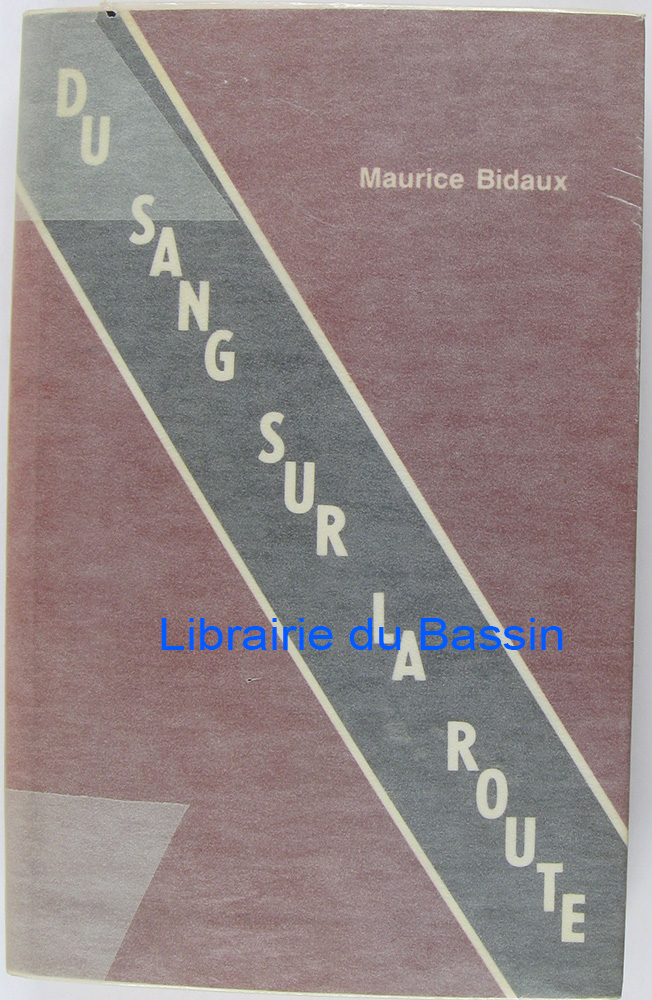 Maurice Bidaux
DU
SANG
SUR
LA
ROUTE
Librairie du Bassin